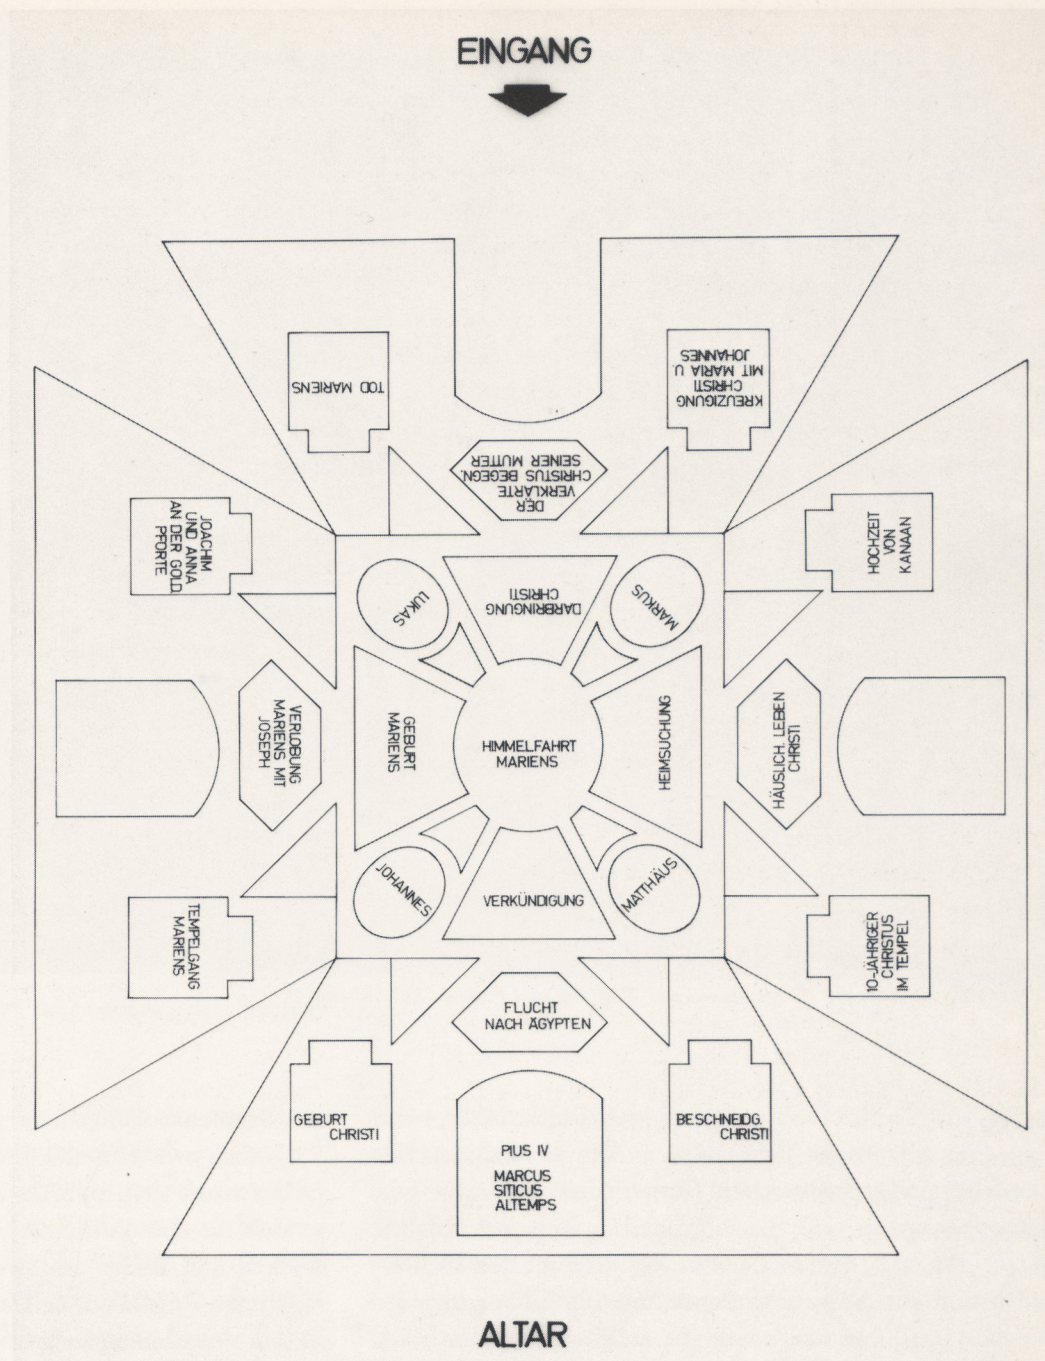 EINGANG
TOD MARIENS
KREUZIGUNG
CHRISTI
MIT MARIA U.
JOHANNES
DER
VERKLÄRTE
CHRISTUS BEGEGN.
SEINER MUTTER
JOACHIM
UND ANNA
AN DER GOLD.
PFORTE
HOCHZEIT
VON
KANAAN
LUKAS
DARBRINGUNG
CHRISTI
MARKUS
VERLOBUNG
MARIENS MIT
JOSEPH
GEBURT
MARIENS
HIMMELFAHRT
MARIENS
HEIMSUCHUNG
HÄUSLICH. LEBEN
CHRISTI
JOHANNES
VERKÜNDIGUNG
MATTHÄUS
TEMPELGANG
MARIENS
10-JÄHRIGER
CHRISTUS
IM TEMPEL
FLUCHT
NACH ÄGYPTEN
GEBURT
CHRISTI
BESCHNEIDG.
CHRISTI
PIUS IV
MARCUS
SITICUS
ALTEMPS
ALTAR